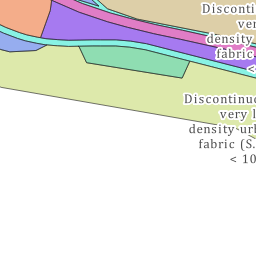 Disconti
ver
density
fabric
<
Discontinuo
very l
density urb
fabric (S.
< 10